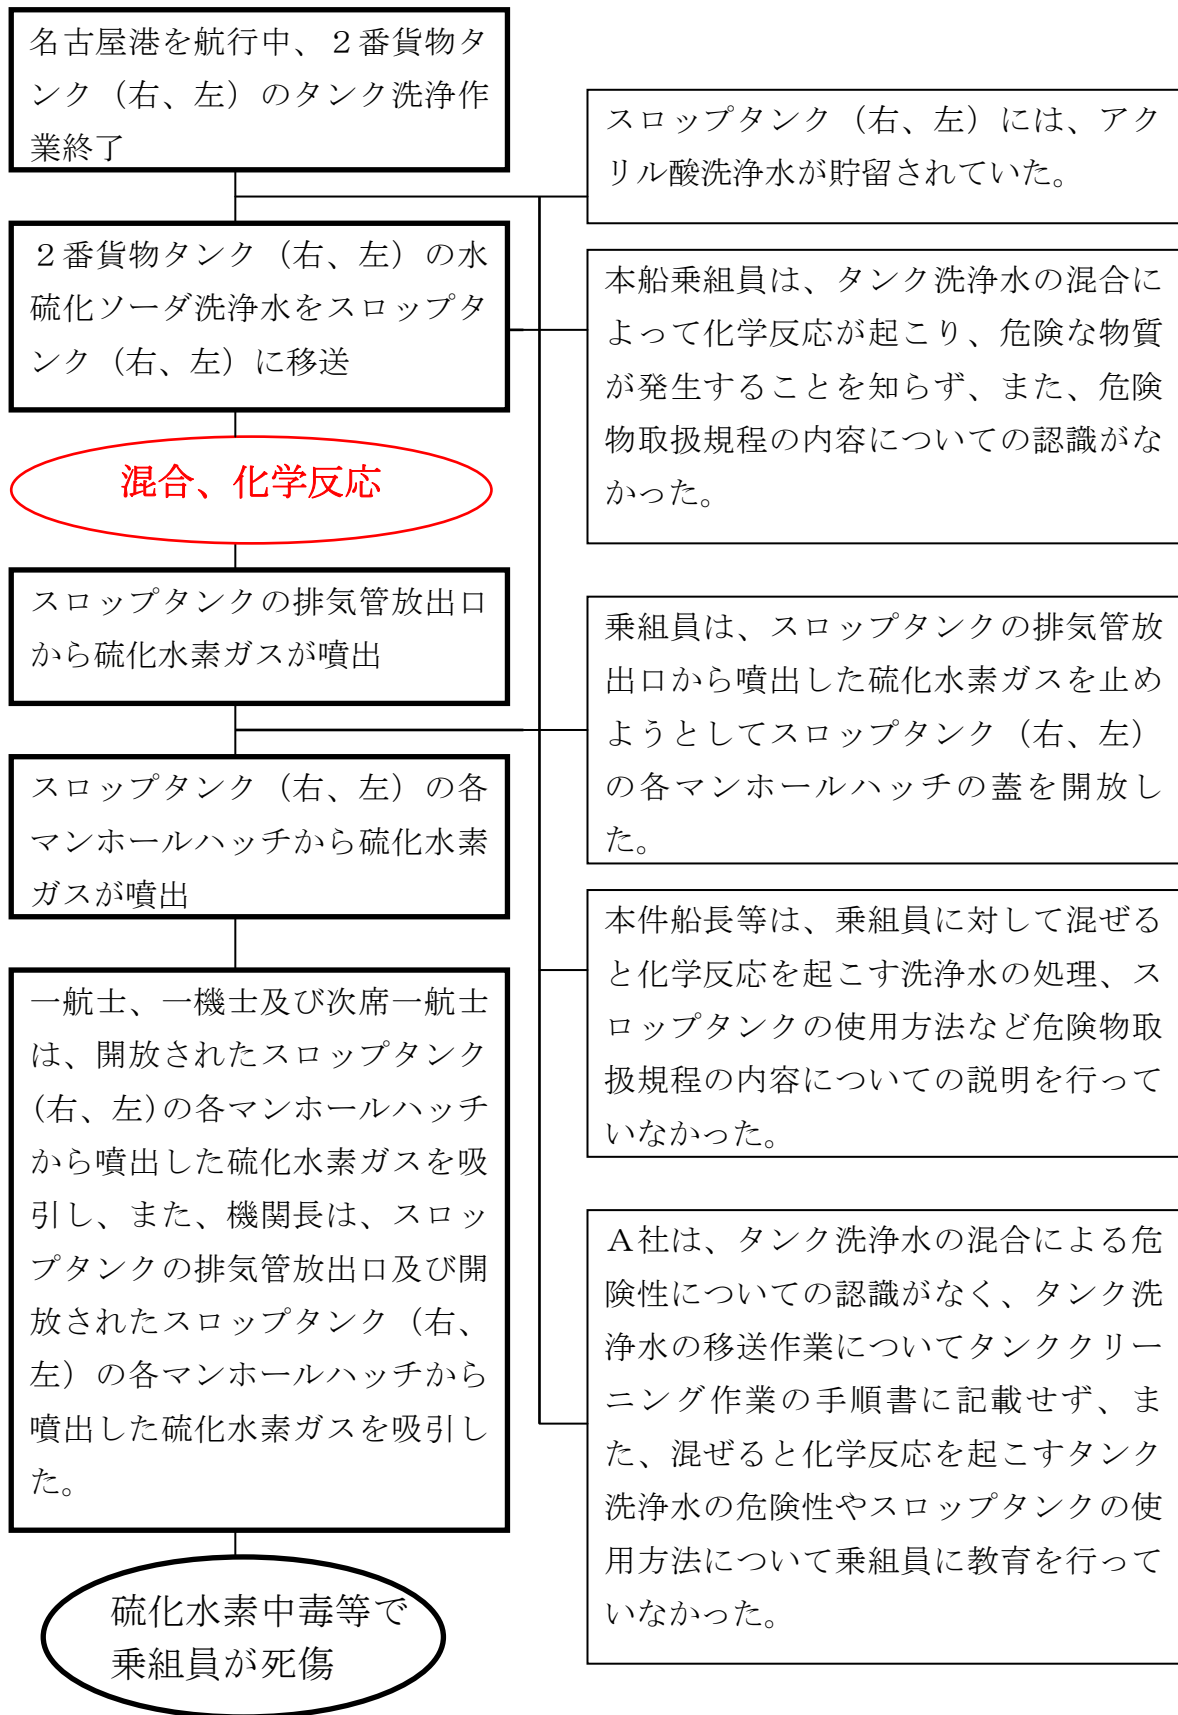 名古屋港を航行中、２番貨物タ
ンク（右、左）のタンク洗浄作
業終了
２番貨物タンク（右、左）の水
硫化ソーダ洗浄水をスロップタ
ンク（右、左）に移送
混合、化学反応
スロップタンクの排気管放出口
から硫化水素ガスが噴出
スロップタンク（右、左）の各
マンホールハッチから硫化水素
ガスが噴出
一航士、一機士及び次席一航士
は、開放されたスロップタンク
(右、左)の各マンホールハッチ
から噴出した硫化水素ガスを吸
引し、また、機関長は、スロッ
プタンクの排気管放出口及び開
放されたスロップタンク（右、
左）の各マンホールハッチから
噴出した硫化水素ガスを吸引し
た。
硫化水素中毒等で
乗組員が死傷
スロップタンク（右、左）には、アク
リル酸洗浄水が貯留されていた。
本船乗組員は、タンク洗浄水の混合に
よって化学反応が起こり、危険な物質
が発生することを知らず、また、危険
物取扱規程の内容についての認識がな
かった。
乗組員は、スロップタンクの排気管放
出口から噴出した硫化水素ガスを止め
ようとしてスロップタンク（右、左）
の各マンホールハッチの蓋を開放し
た。
本件船長等は、乗組員に対して混ぜる
と化学反応を起こす洗浄水の処理、ス
ロップタンクの使用方法など危険物取
扱規程の内容についての説明を行って
いなかった。
Ａ社は、タンク洗浄水の混合による危
険性についての認識がなく、タンク洗
浄水の移送作業についてタンククリー
ニング作業の手順書に記載せず、ま
た、混ぜると化学反応を起こすタンク
洗浄水の危険性やスロップタンクの使
用方法について乗組員に教育を行って
いなかった。